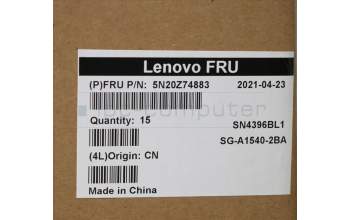 Lenovo FRU
(P)FRU P/N: 5N20Z74883 2021-04-23
Quantity: 15 SN4396BL1
SG-A1540-2BA
(4L)Origin: CN
Made in China